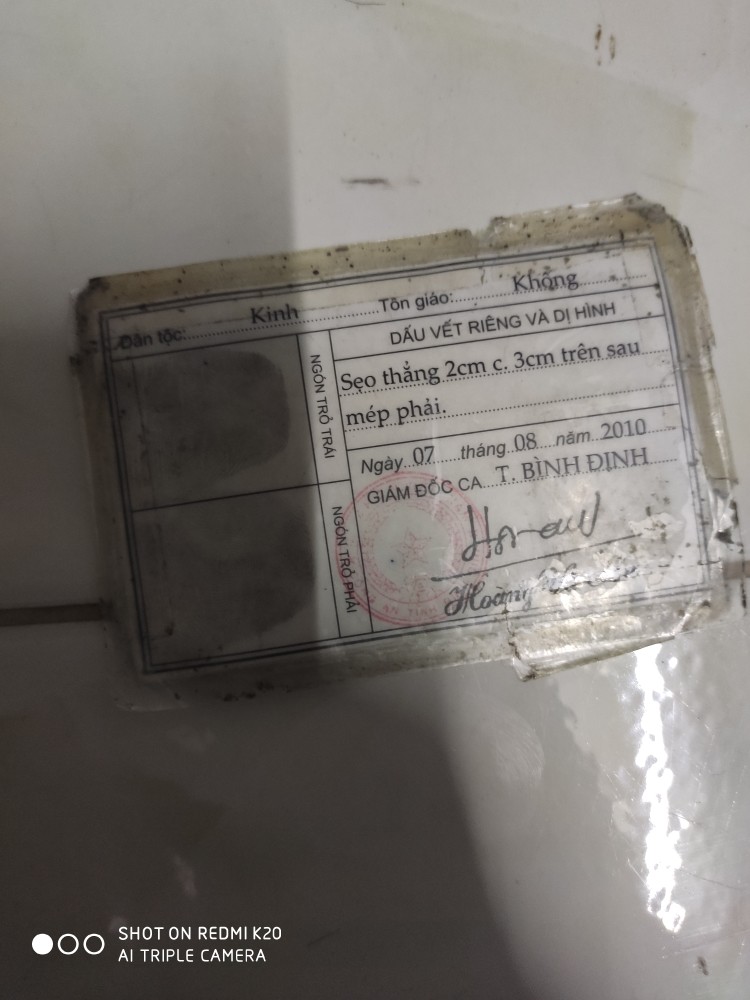 Dân tộc:....Kinh....Tôn giáo:....Không....
NGÓN TRỎ TRÁI
NGÓN TRỎ PHẢI
DẤU VẾT RIÊNG VÀ DỊ HÌNH
Sẹo thẳng 2cm c. 3cm trên sau
mép phải.
Ngày..07....tháng..08...năm..2010
GIÁM ĐỐC CA...T. BÌNH ĐỊNH
Hoàng
SHOT ON REDMI K20
AI TRIPLE CAMERA